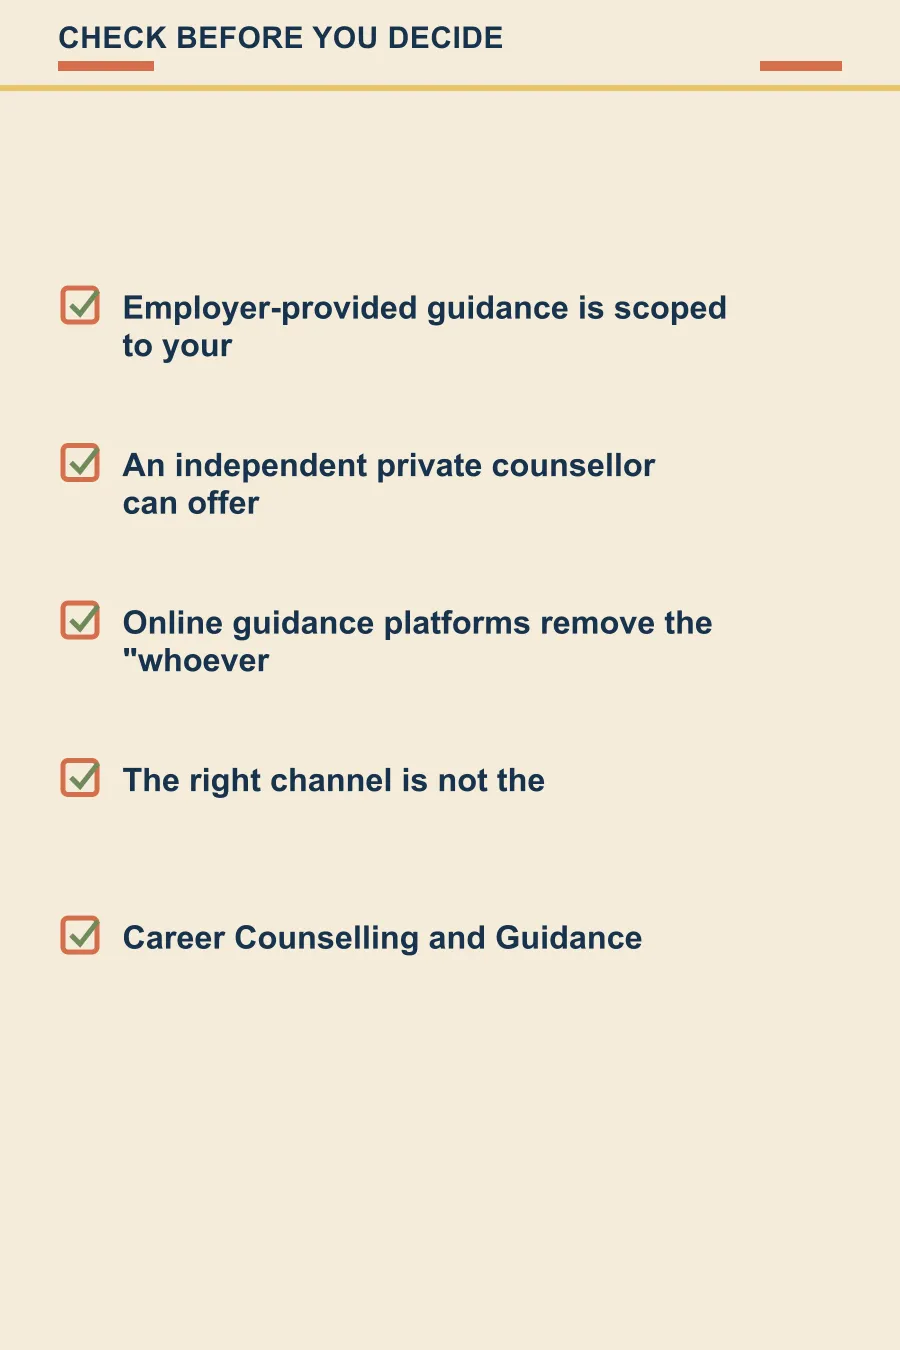 CHECK BEFORE YOU DECIDE
Employer-provided guidance is scoped
to your
An independent private counsellor
can offer
Online guidance platforms remove the
"whoever
The right channel is not the
Career Counselling and Guidance